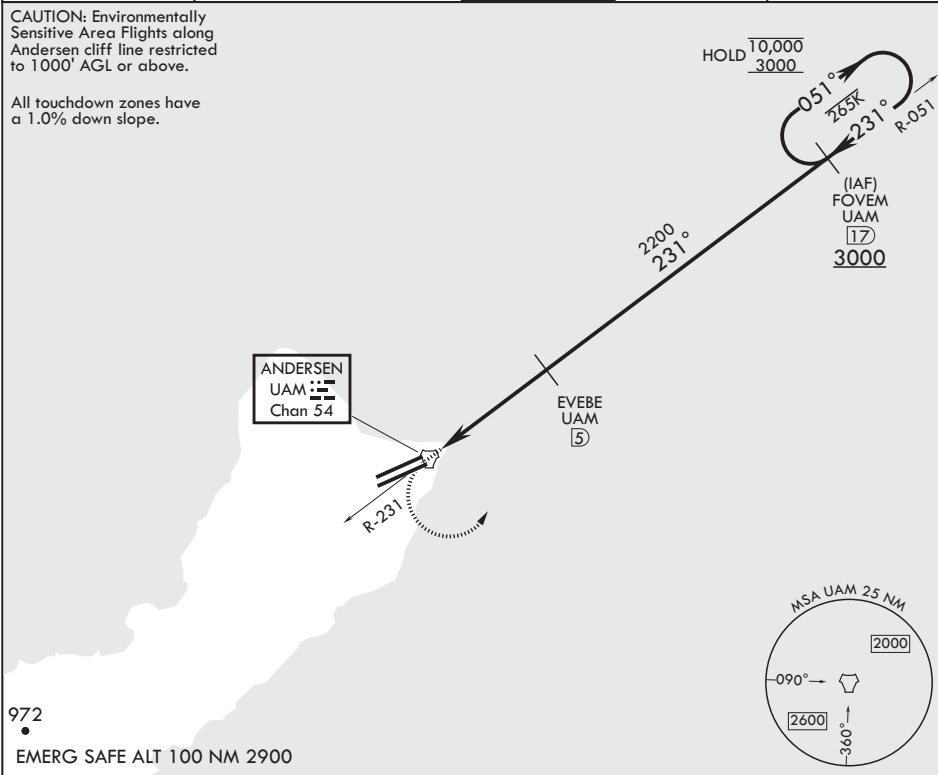 CAUTION: Environmentally
Sensitive Area Flights along
Andersen cliff line restricted
to 1000' AGL or above.
All touchdown zones have
a 1.0% down slope.
HOLD 10,000
3000
051°
265K
231°
R-051
(IAF)
FOVEM
UAM
17
3000
2200
231°
ANDERSEN
UAM
Chan 54
EVEBE
UAM
5
R-231
MSA UAM 25 NM
2000
090°
2600
360°
972
EMERG SAFE ALT 100 NM 2900